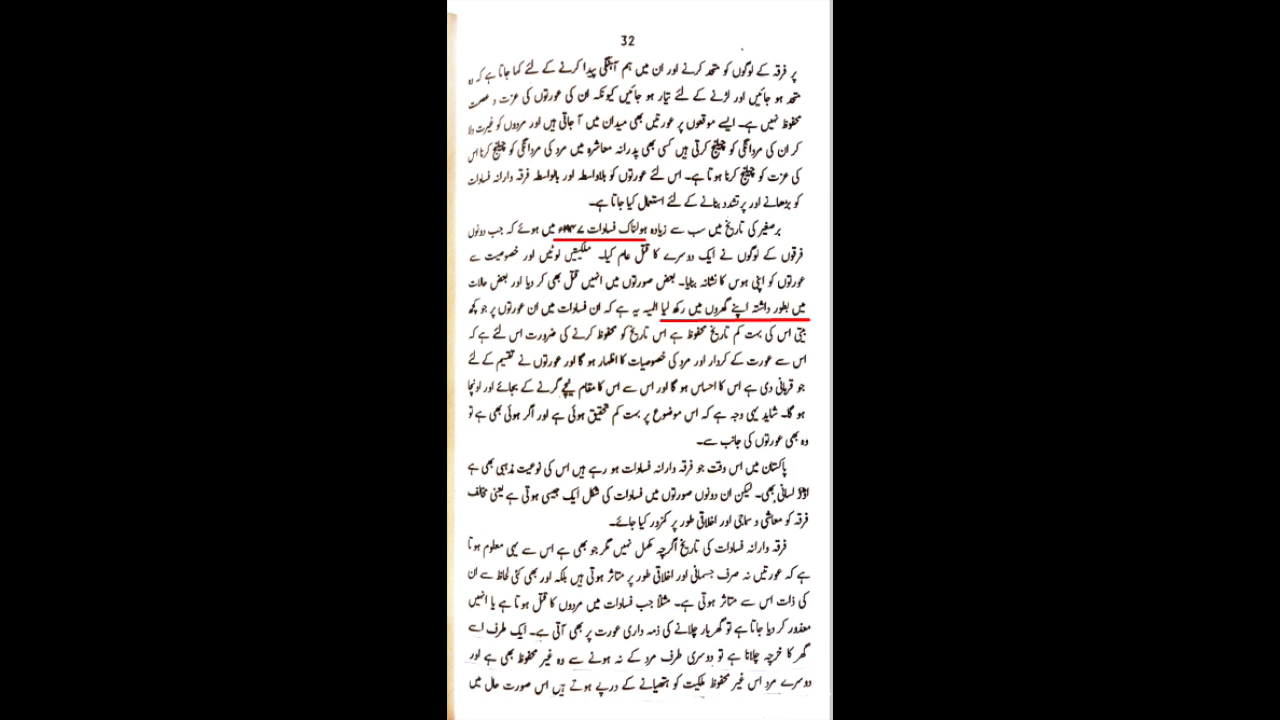 32
پر فرقہ کے لوگوں کو متحد کرنے اور ان میں ہم آہنگی پیدا کرنے کے لئے کہا جاتا ہے کہ وہ
متحد ہو جائیں اور لڑنے کے لئے تیار ہو جائیں کیونکہ ان کی عورتوں کی عزت و عصمت
محفوظ نہیں ہے۔ ایسے موقعوں پر عورتیں بھی میدان میں آ جاتی ہیں اور مردوں کو غیرت دلا
کر ان کی مردانگی کو چیلنج کرتی ہیں کسی بھی پدرانہ معاشرہ میں مرد کی مردانگی کو چیلنج کرنا اس
کی عزت کو چیلنج کرنا ہوتا ہے۔ اس لئے عورتوں کو بلاواسطہ اور بالواسطہ فرقہ وارانہ فسادات
کو بڑھانے اور پر تشدد بنانے کے لئے استعمال کیا جاتا ہے۔
برصغیر کی تاریخ میں سب سے زیادہ ہولناک فسادات ۱۹۴۷ء میں ہوئے کہ جب دونوں
فرقوں کے لوگوں نے ایک دوسرے کا قتل عام کیا۔ ملکیتیں لوٹیں اور خصوصیت سے
عورتوں کو اپنی ہوس کا نشانہ بنایا۔ بعض صورتوں میں انہیں قتل بھی کر دیا اور بعض حالات
میں بطور داشتہ اپنے گھروں میں رکھ لیا المیہ یہ ہے کہ ان فسادات میں ان عورتوں پر جو کچھ
بیتی اس کی بہت کم تاریخ محفوظ ہے اس تاریخ کو محفوظ کرنے کی ضرورت اس لئے ہے کہ
اس سے عورت کے کردار اور مرد کی خصوصیات کا اظہار ہو گا اور عورتوں نے تقسیم کے لئے
جو قربانی دی ہے اس کا احساس ہو گا اور اس سے اس کا مقام نیچے گرنے کے بجائے اور اونچا
ہو گا۔ شاید یہی وجہ ہے کہ اس موضوع پر بہت کم تحقیق ہوئی ہے اور اگر ہوئی بھی ہے تو
وہ بھی عورتوں کی جانب سے۔
پاکستان میں اس وقت جو فرقہ وارانہ فسادات ہو رہے ہیں اس کی نوعیت مذہبی بھی ہے
اور لسانی بھی۔ لیکن ان دونوں صورتوں میں فسادات کی شکل ایک جیسی ہوتی ہے یعنی مخالف
فرقہ کو معاشی و سماجی اور اخلاقی طور پر کمزور کیا جائے۔
فرقہ وارانہ فسادات کی تاریخ اگرچہ مکمل نہیں مگر جو بھی ہے اس سے یہی معلوم ہوتا
ہے کہ عورتیں نہ صرف جسمانی اور اخلاقی طور پر متاثر ہوتی ہیں بلکہ اور بھی کئی لحاظ سے ان
کی ذات اس سے متاثر ہوتی ہے۔ مثلاً جب فسادات میں مردوں کا قتل ہوتا ہے یا انہیں
معذور کر دیا جاتا ہے تو گھربار چلانے کی ذمہ داری عورت پر بھی آتی ہے۔ ایک طرف اسے
گھر کا خرچہ چلانا ہے تو دوسری طرف مرد کے نہ ہونے سے وہ غیر محفوظ بھی ہے اور
دوسرے مرد اس غیر محفوظ ملکیت کو ہتھیانے کے درپے ہوتے ہیں اس صورت حال میں